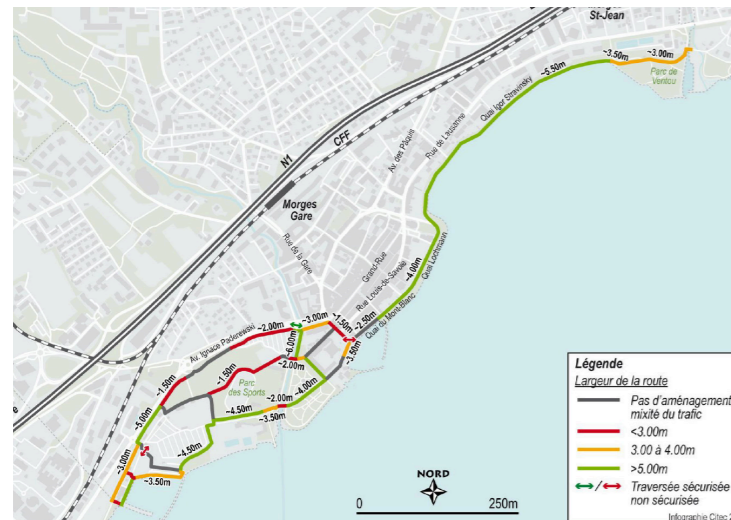 St-Jean
~3.50m
~3.00m
Parc de
Vertou
~5.50m
Quai Igor Stravinsky
Rue de Lausanne
Av. des Pâquis
N1
CFF
Morges
Gare
Rue de la Gare
Grand-Rue
Rue Louis-de-Savoie
~4.00m
Quai Lochmann
Quai du Mont-Blanc
~2.50m
~1.50m
~3.00m
~2.00m
Av. Ignace Paderewski
~6.00m
~3.50m
~2.00m
~1.50m
~1.50m
Parc
des Sports
~4.00m
~2.00m
~4.50m
~3.50m
~5.00m
~4.50m
~3.00m
~3.50m
NORD
0
250m
Légende
Largeur de la route
Pas d'aménagement
mixité du trafic
<3.00m
3.00 à 4.00m
>5.00m
Traversée sécurisée
non sécurisée
Infographie Citec 2